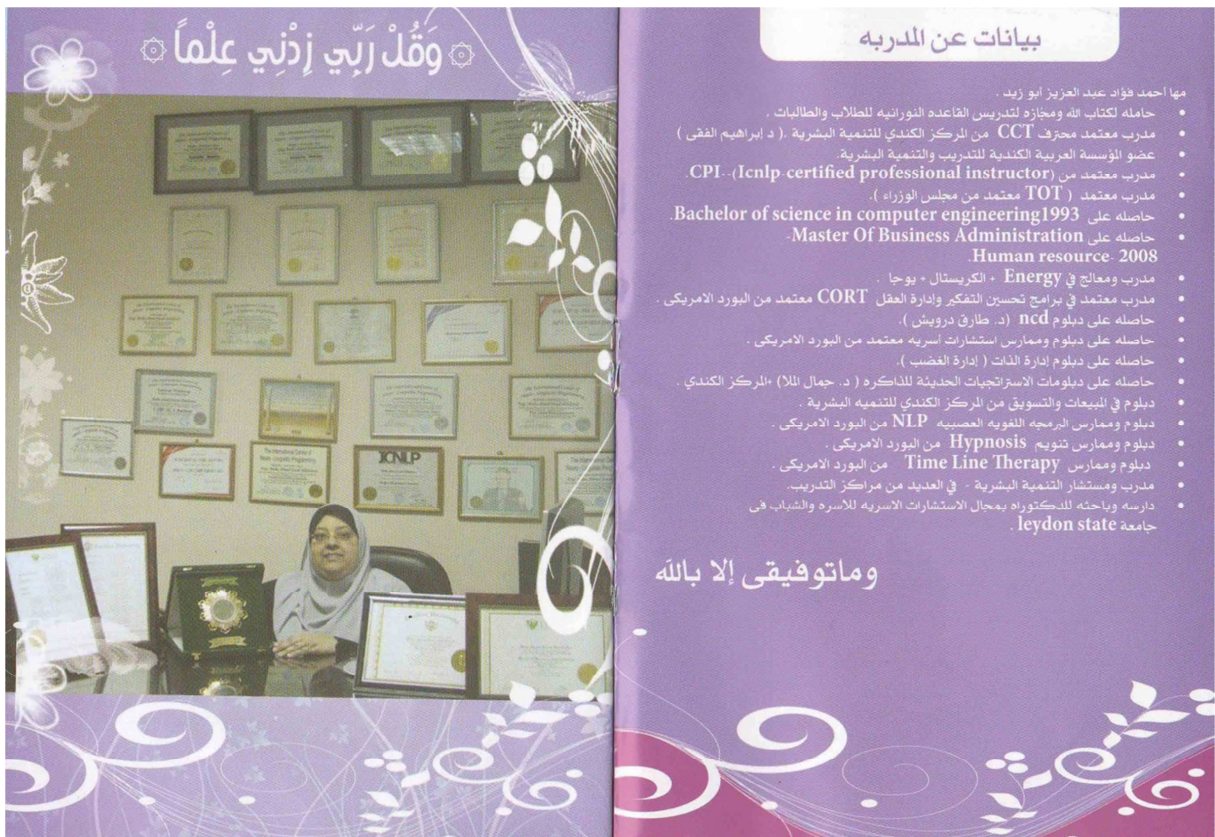 بيانات عن المدربه
مها احمد فؤاد عبد العزيز ابو زيد .
• حامله لكتاب الله ومجازه لتدريس القاعده النورانيه للطلاب والطالبات .
• مدرب معتمد محترف CCT من المركز الكندي للتنمية البشرية .( د إبراهيم الفقى )
• عضو المؤسسة العربية الكندية للتدريب والتنمية البشرية.
• مدرب معتمد من CPI--(Icnlp-certified professional instructor).
• مدرب معتمد ( TOT معتمد من مجلس الوزراء ).
• حاصله على Bachelor of science in computer engineering1993.
• حاصله على Master Of Business Administration-
Human resource- 2008.
• مدرب ومعالج في Energy + الكريستال + يوجا .
• مدرب معتمد في برامج تحسين التفكير وإدارة العقل CORT معتمد من البورد الامريكى .
• حاصله على دبلوم ncd (د. طارق درويش ).
• حاصله على دبلوم وممارس استشارات اسريه معتمد من البورد الامريكى .
• حاصله على دبلوم إدارة الذات ( إدارة الغضب ).
• حاصله على دبلومات الاستراتجيات الحديثة للذاكره ( د. جمال الملا) +المركز الكندي .
• دبلوم في المبيعات والتسويق من المركز الكندي للتنميه البشرية .
• دبلوم وممارس البرمجه اللغويه العصبيه NLP من البورد الامريكى .
• دبلوم وممارس تنويم Hypnosis من البورد الامريكى .
• دبلوم وممارس Time Line Therapy من البورد الامريكى .
• مدرب ومستشار التنمية البشرية - في العديد من مراكز التدريب.
• دارسه وباحثه للدكتوراه بمجال الاستشارات الاسريه للاسره والشباب فى
جامعة leydon state .
وماتوفيقى إلا بالله
وَقُلْ رَبِّي زِدْنِي عِلْماً
ICNLP